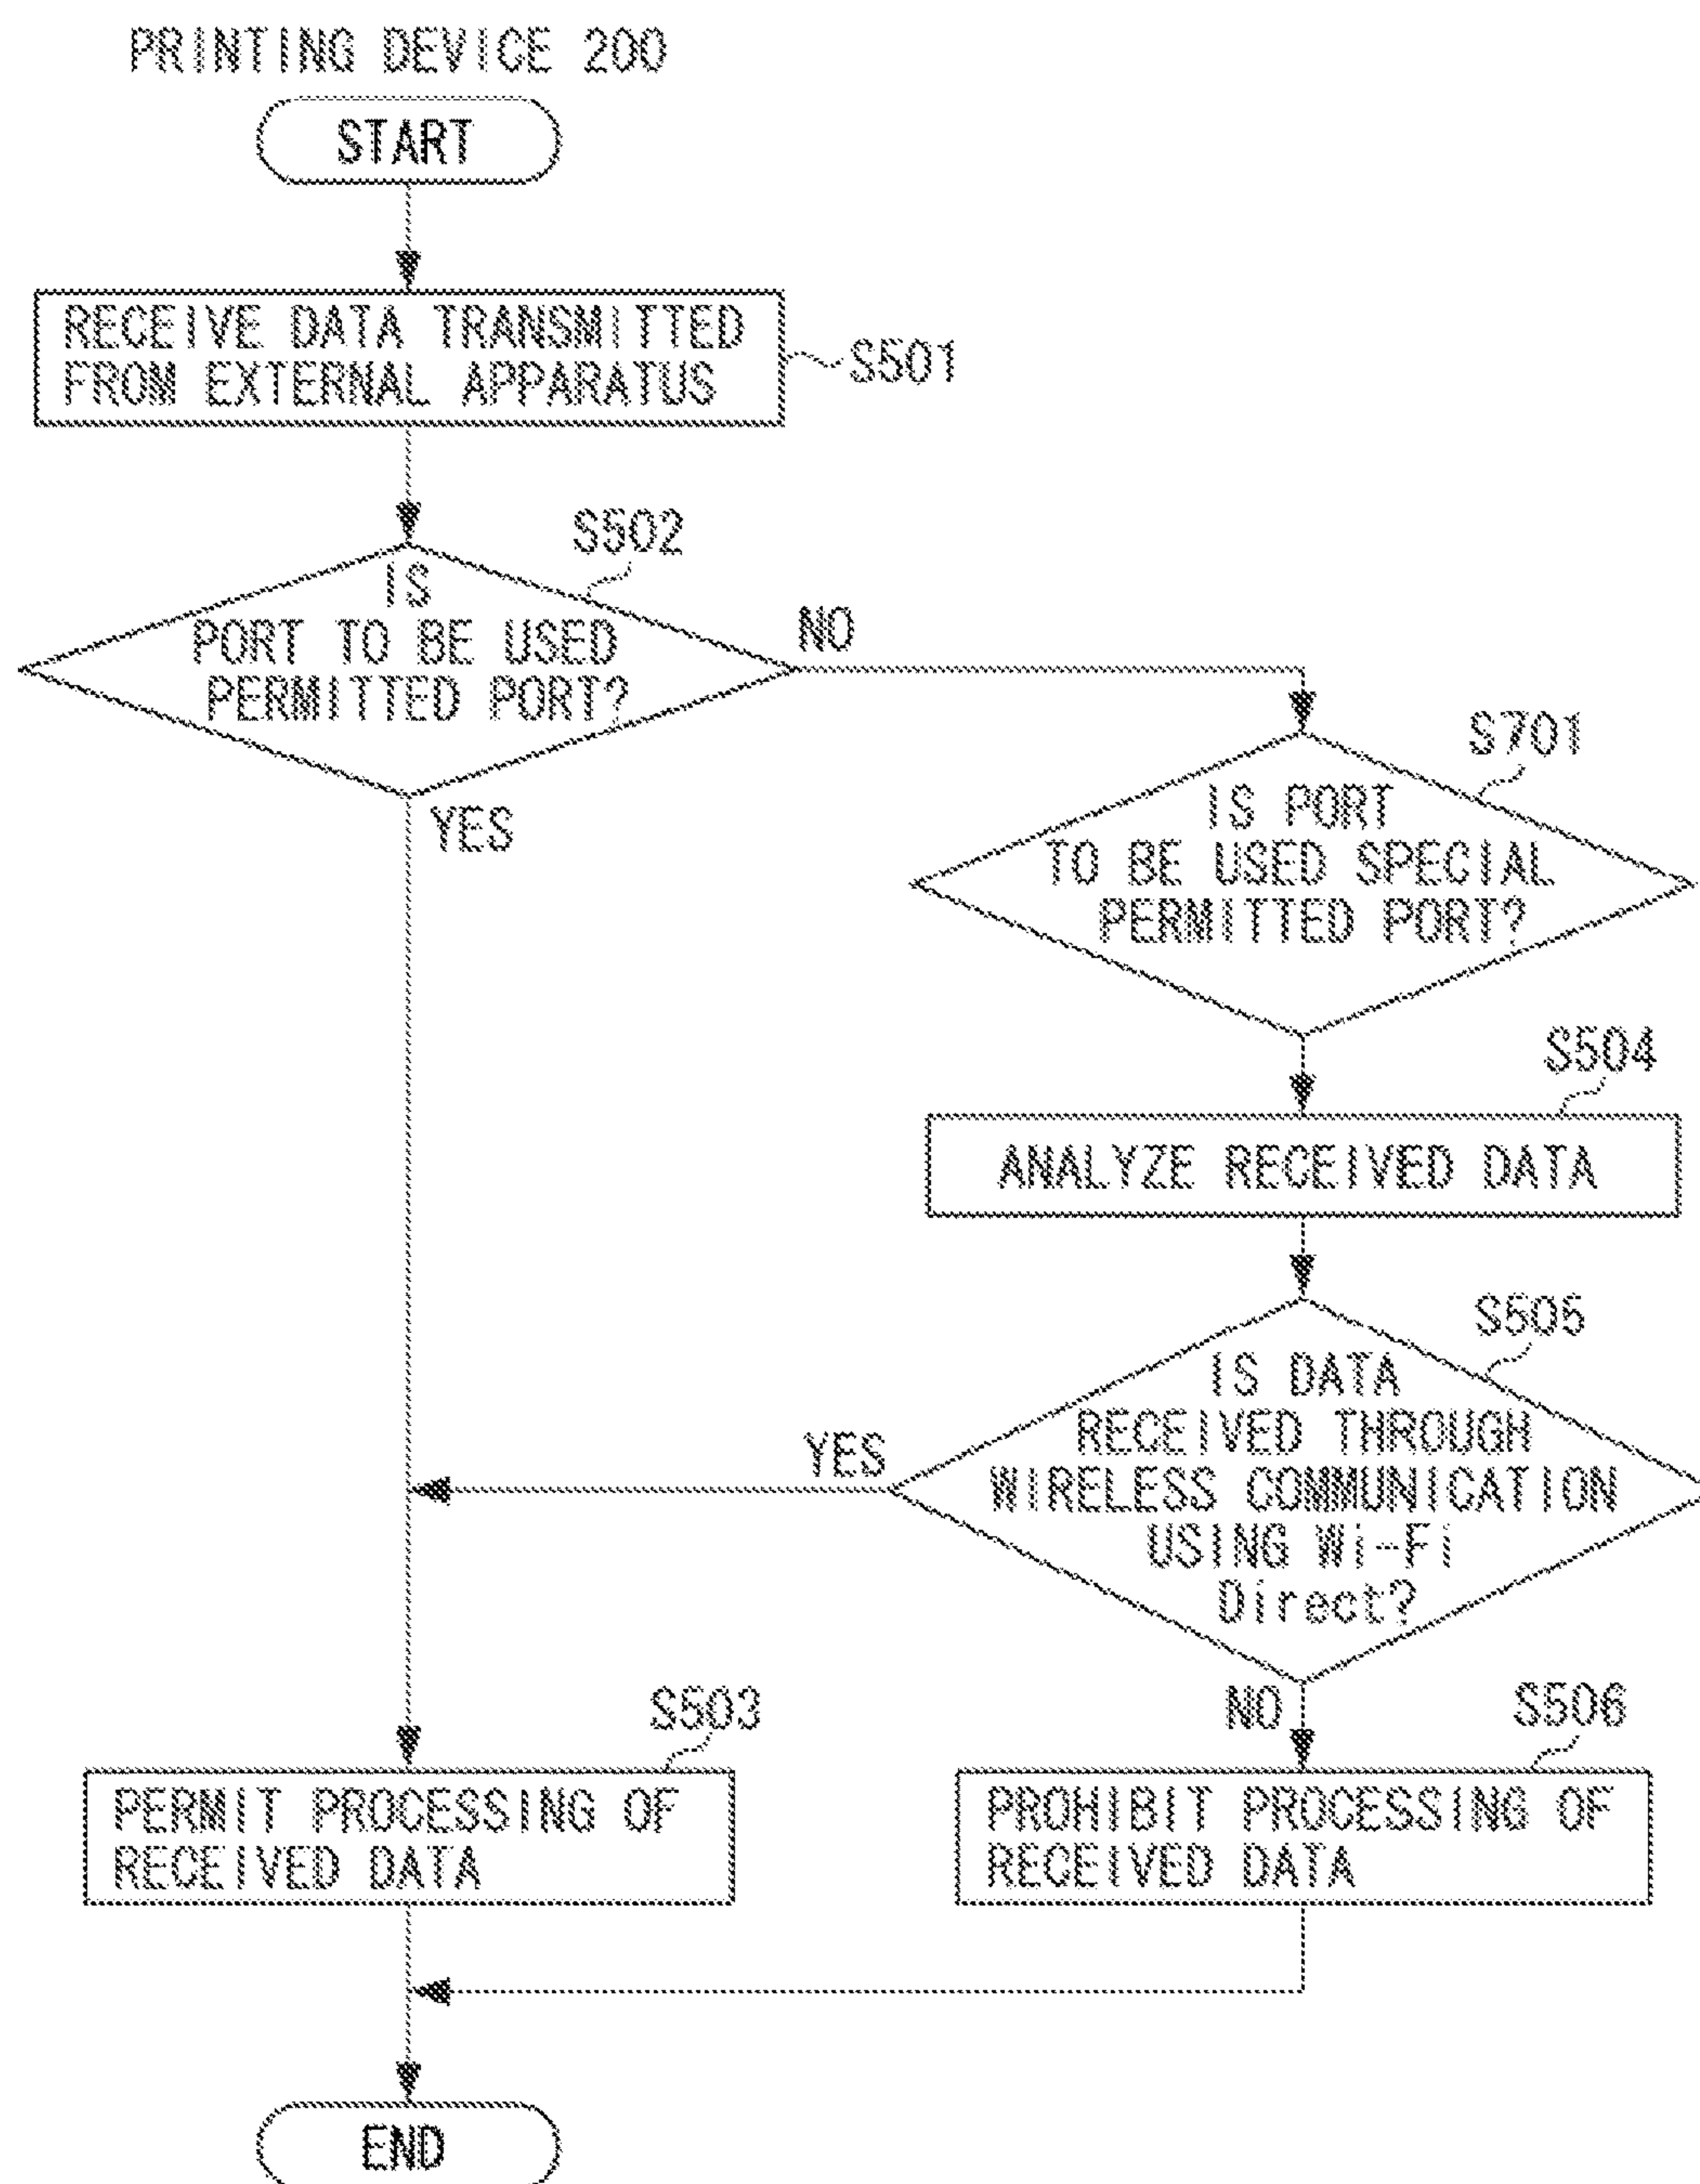 PRINTING DEVICE 200
START
RECEIVE DATA TRANSMITTED
FROM EXTERNAL APPARATUS
S501
S502
IS
PORT TO BE USED
PERMITTED PORT?
NO
YES
S701
IS PORT
TO BE USED SPECIAL
PERMITTED PORT?
S504
ANALYZE RECEIVED DATA
S505
IS DATA
RECEIVED THROUGH
WIRELESS COMMUNICATION
USING Wi-Fi
Direct?
YES
NO
S503
PERMIT PROCESSING OF
RECEIVED DATA
S506
PROHIBIT PROCESSING OF
RECEIVED DATA
END